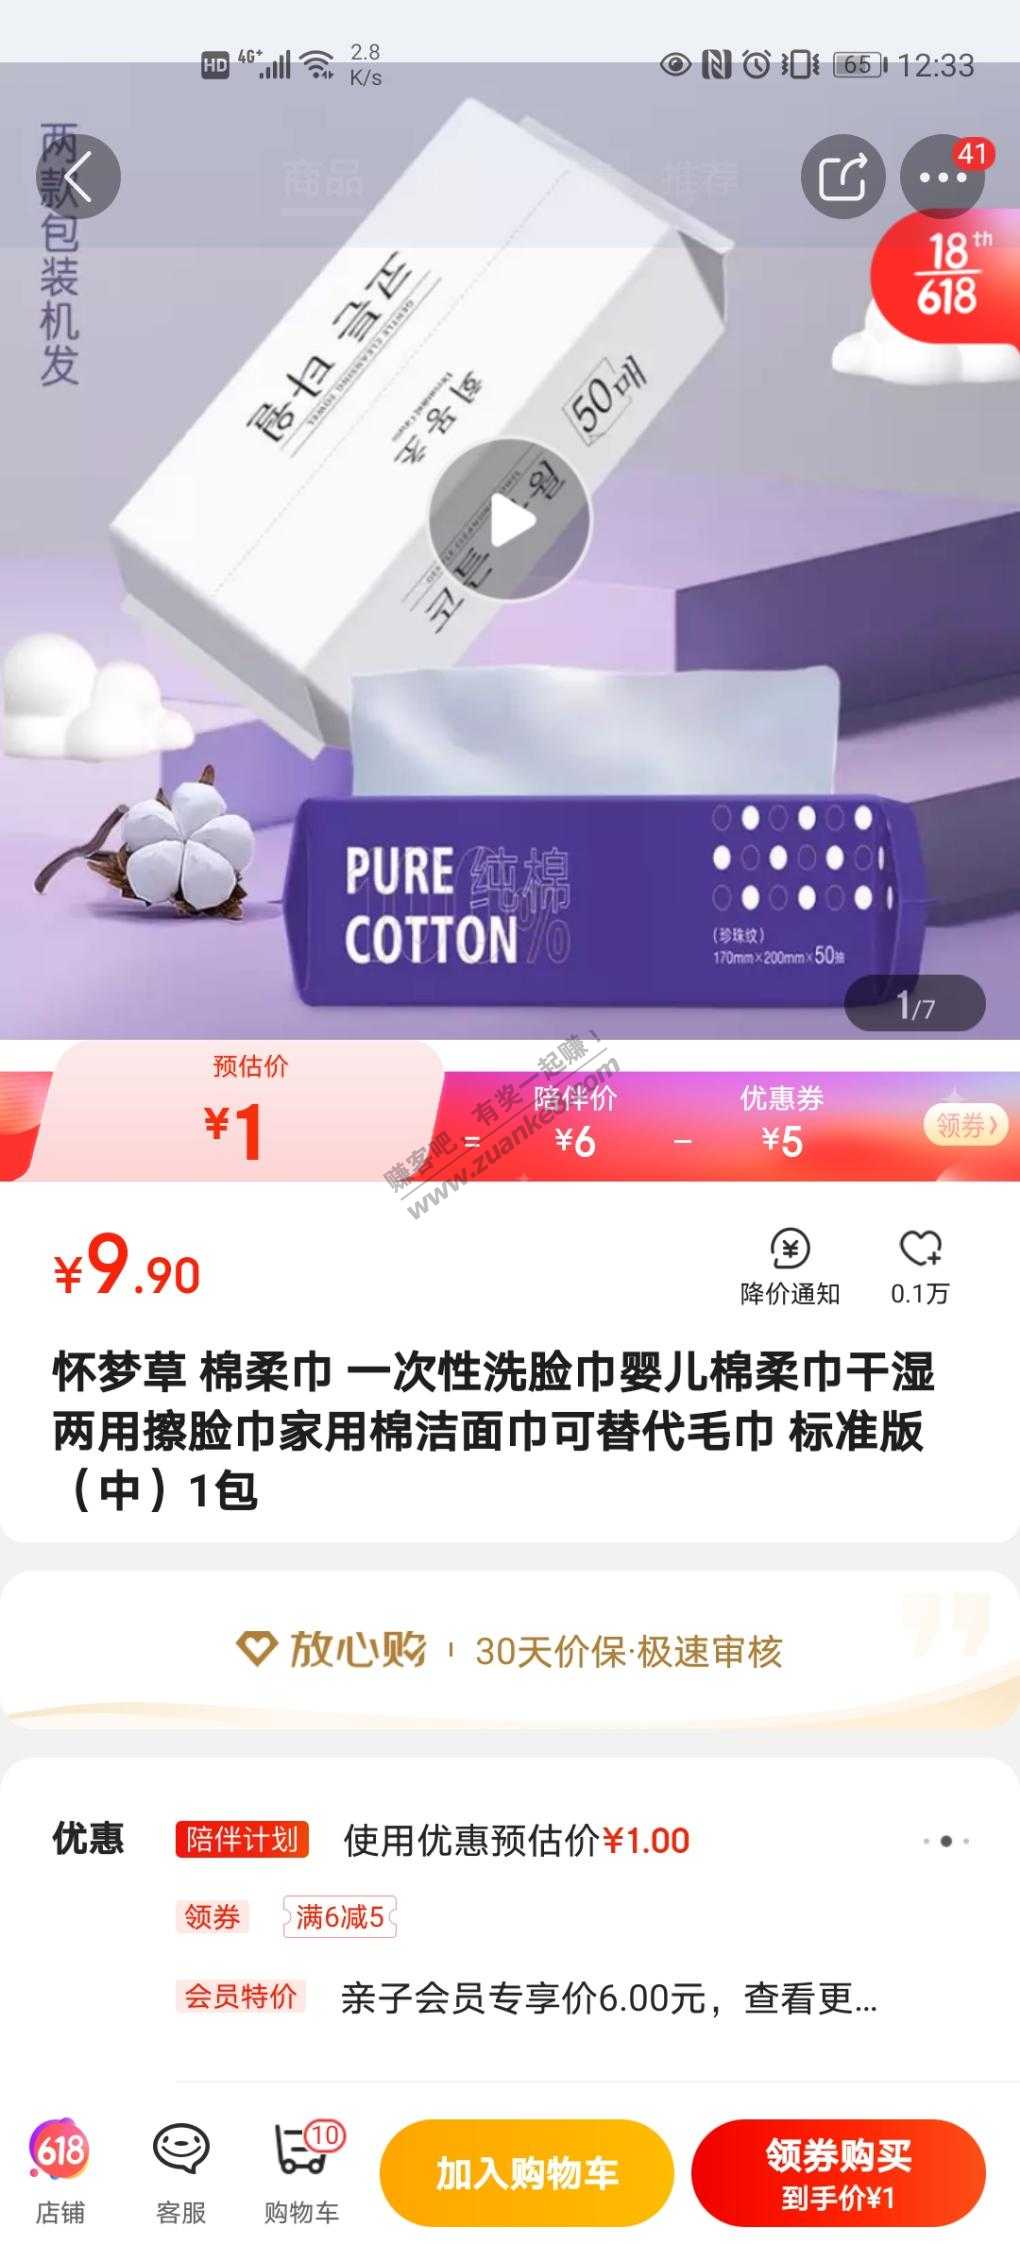 HD 4G+ 2.8 K/s 65 12:33
两款包装机发
商品 推荐
41
18th
618
코튼타월
GENTLE CLEANSING TOWEL
50매
PURE 纯棉
COTTON
100%
(珍珠纹)
170mm×200mm×50抽
1/7
预估价
¥1
=
陪伴价
¥6
-
优惠券
¥5
领券>
赚客吧,有奖一起赚!
www.zuanke8.com
¥9.90
降价通知
0.1万
怀梦草 棉柔巾 一次性洗脸巾婴儿棉柔巾干湿
两用擦脸巾家用棉洁面巾可替代毛巾 标准版
(中)1包
放心购 | 30天价保·极速审核
优惠 陪伴计划 使用优惠预估价¥1.00
领券 满6减5
会员特价 亲子会员专享价6.00元，查看更...
618
店铺
客服
10
购物车
加入购物车
领券购买
到手价¥1